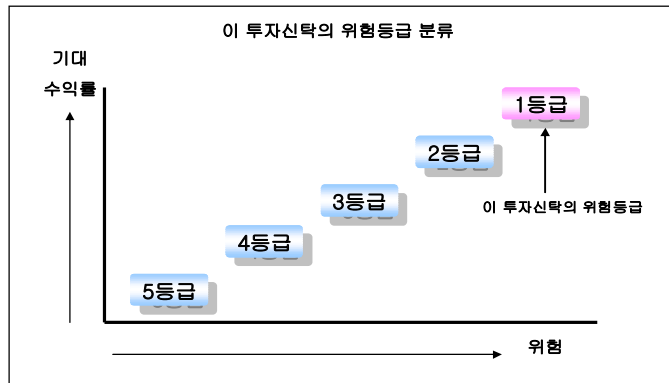 이 투자신탁의 위험등급 분류
기대
수익률
1등급
2등급
이 투자신탁의 위험등급
3등급
4등급
5등급
위험